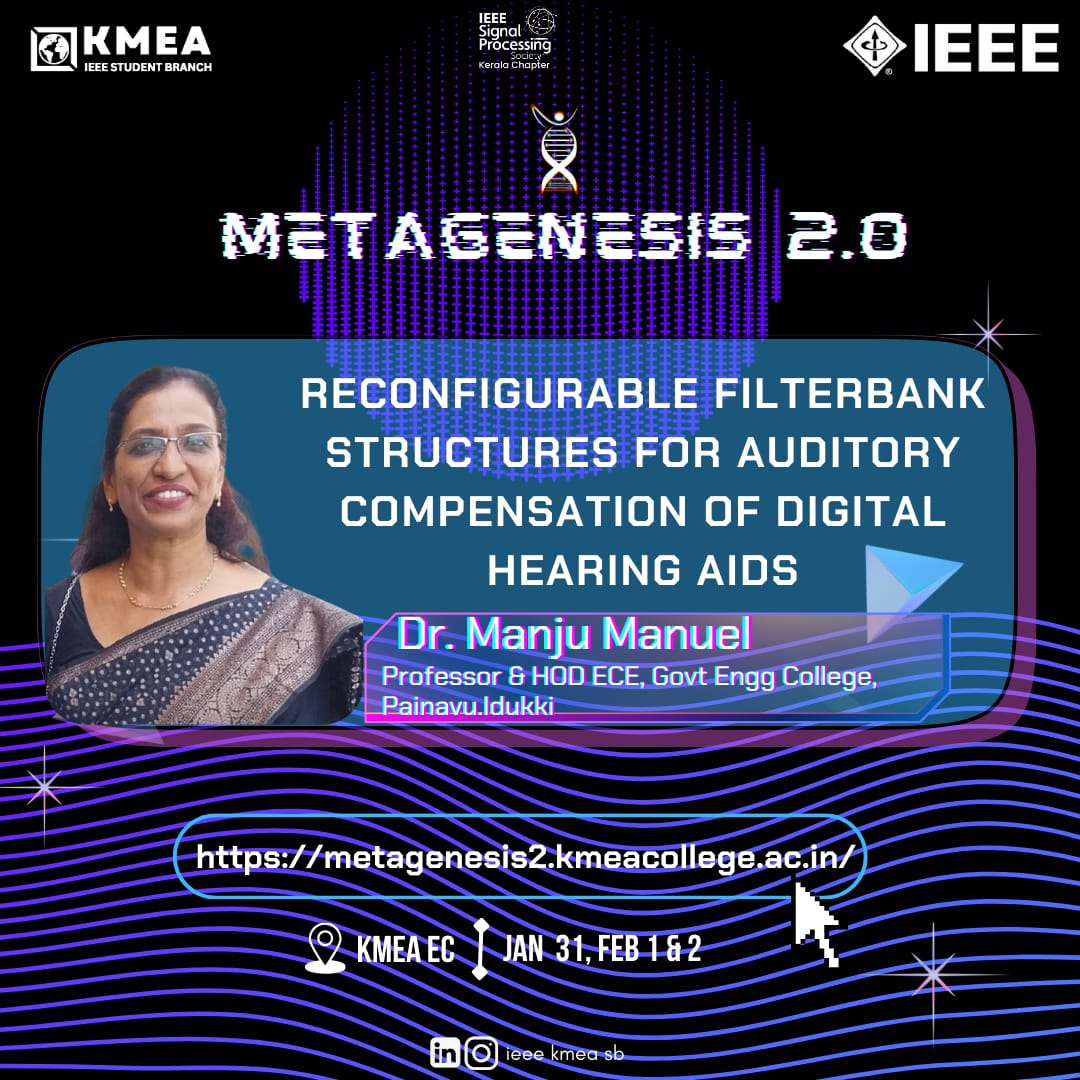 KMEA
IEEE STUDENT BRANCH
IEEE
Signal
Processing
Society
Kerala Chapter
IEEE
METAGENESIS 2.0
RECONFIGURABLE FILTERBANK
STRUCTURES FOR AUDITORY
COMPENSATION OF DIGITAL
HEARING AIDS
Dr. Manju Manuel
Professor & HOD ECE, Govt Engg College,
Painavu.Idukki
https://metagenesis2.kmeacollege.ac.in/
KMEA EC
JAN 31, FEB 1 & 2
in
ieee kmea sb